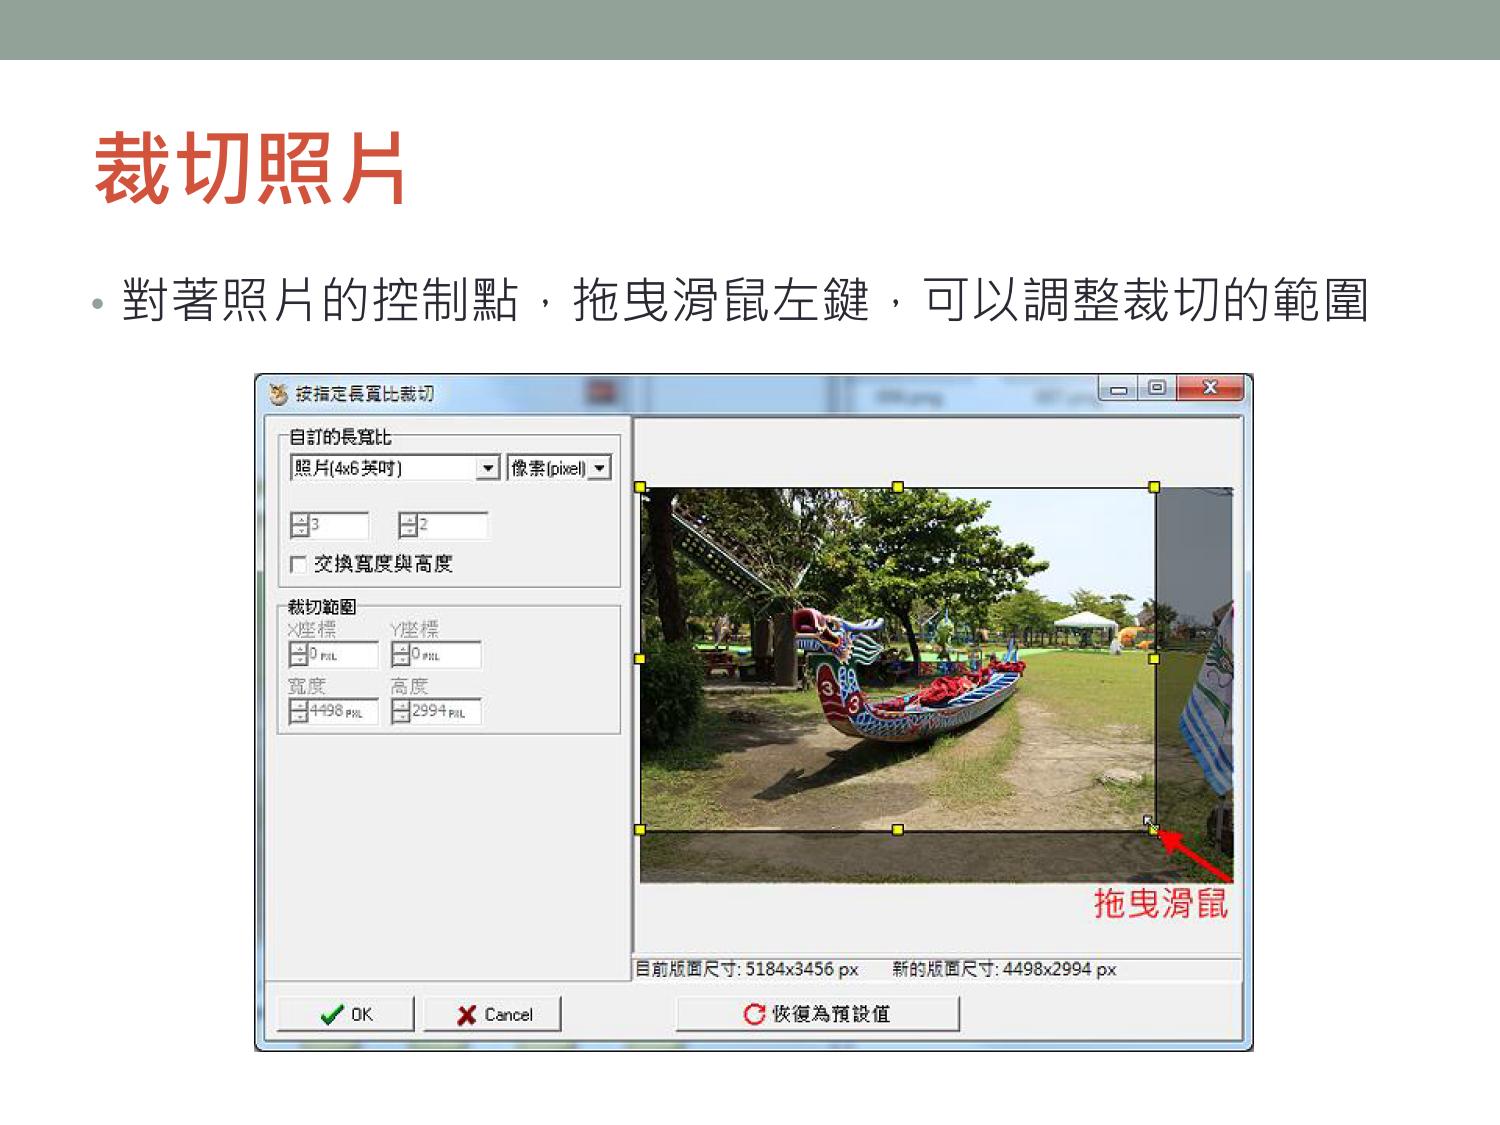 裁切照片
• 對著照片的控制點，拖曳滑鼠左鍵，可以調整裁切的範圍
按指定長寬比裁切
自訂的長寬比
照片(4x6英吋) 像素(pixel)
3 2
交換寬度與高度
裁切範圍
X座標 Y座標
0 PXL 0 PXL
寬度 高度
4498 PXL 2994 PXL
3 3
拖曳滑鼠
目前版面尺寸: 5184x3456 px 新的版面尺寸: 4498x2994 px
OK Cancel 恢復為預設值